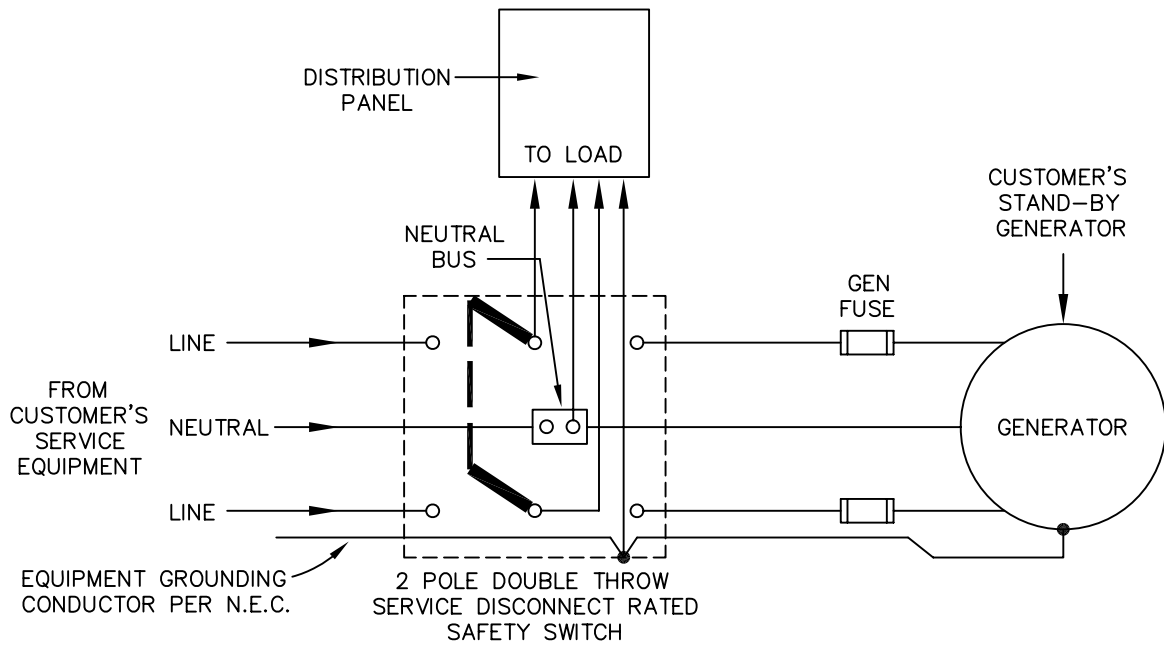 DISTRIBUTION
PANEL
TO LOAD
CUSTOMER'S
STAND-BY
GENERATOR
NEUTRAL
BUS
GEN
FUSE
LINE
FROM
CUSTOMER'S
SERVICE
EQUIPMENT
NEUTRAL
GENERATOR
LINE
EQUIPMENT GROUNDING
CONDUCTOR PER N.E.C.
2 POLE DOUBLE THROW
SERVICE DISCONNECT RATED
SAFETY SWITCH